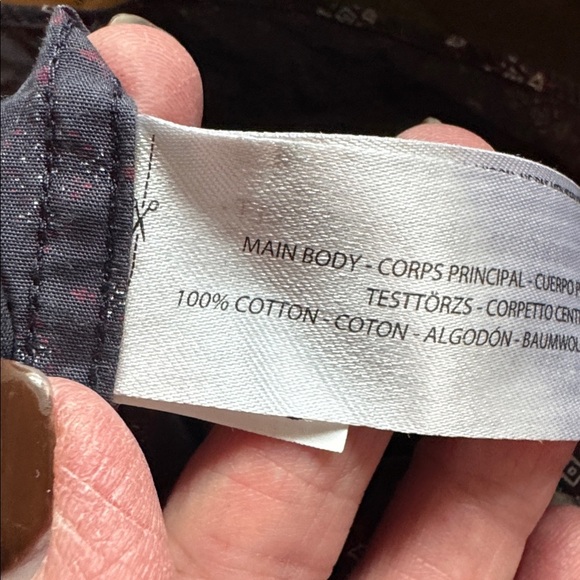 MAIN BODY - CORPS PRINCIPAL - CUERPO
TESTTÖRZS - CORPETTO
100% COTTON - COTON - ALGODÓN -